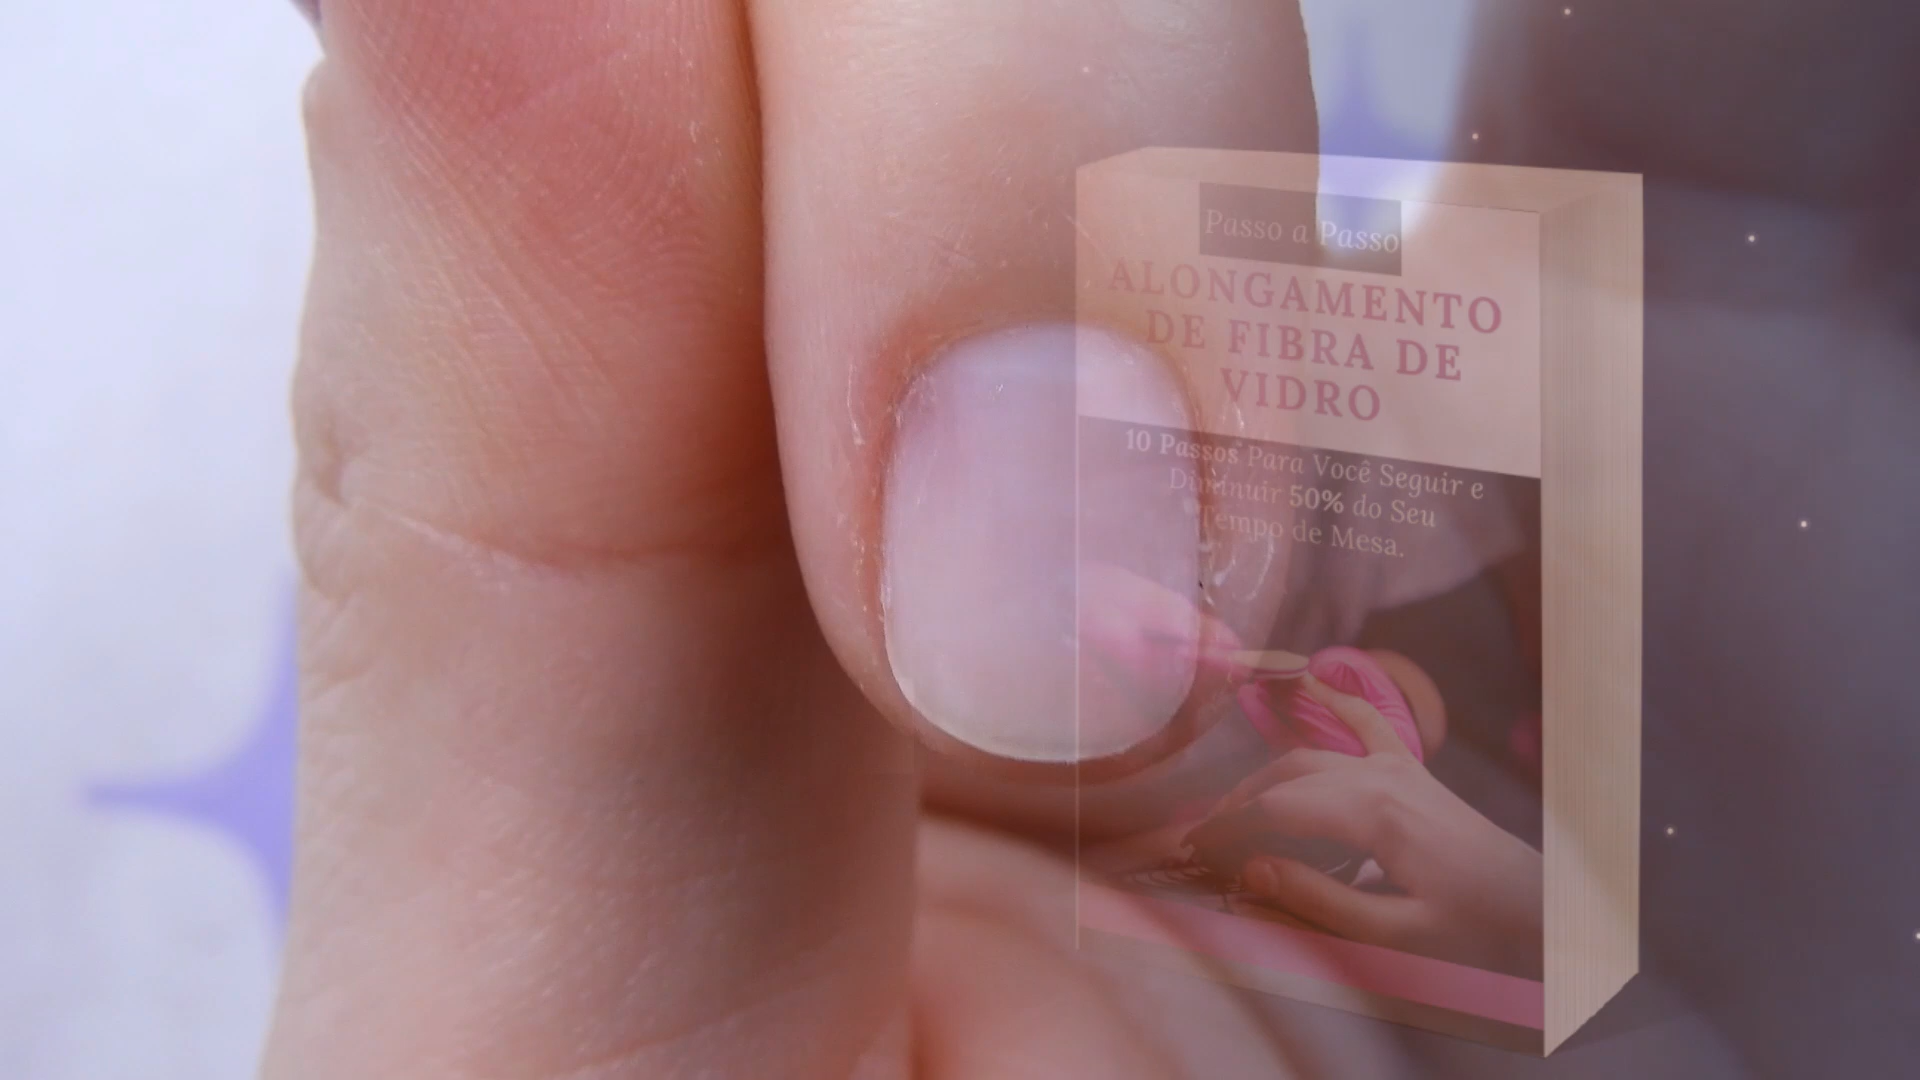 Passo a Passo
ALONGAMENTO
DE FIBRA DE
VIDRO
10 Passos Para Você Seguir e
Diminuir 50% do Seu
Tempo de Mesa.